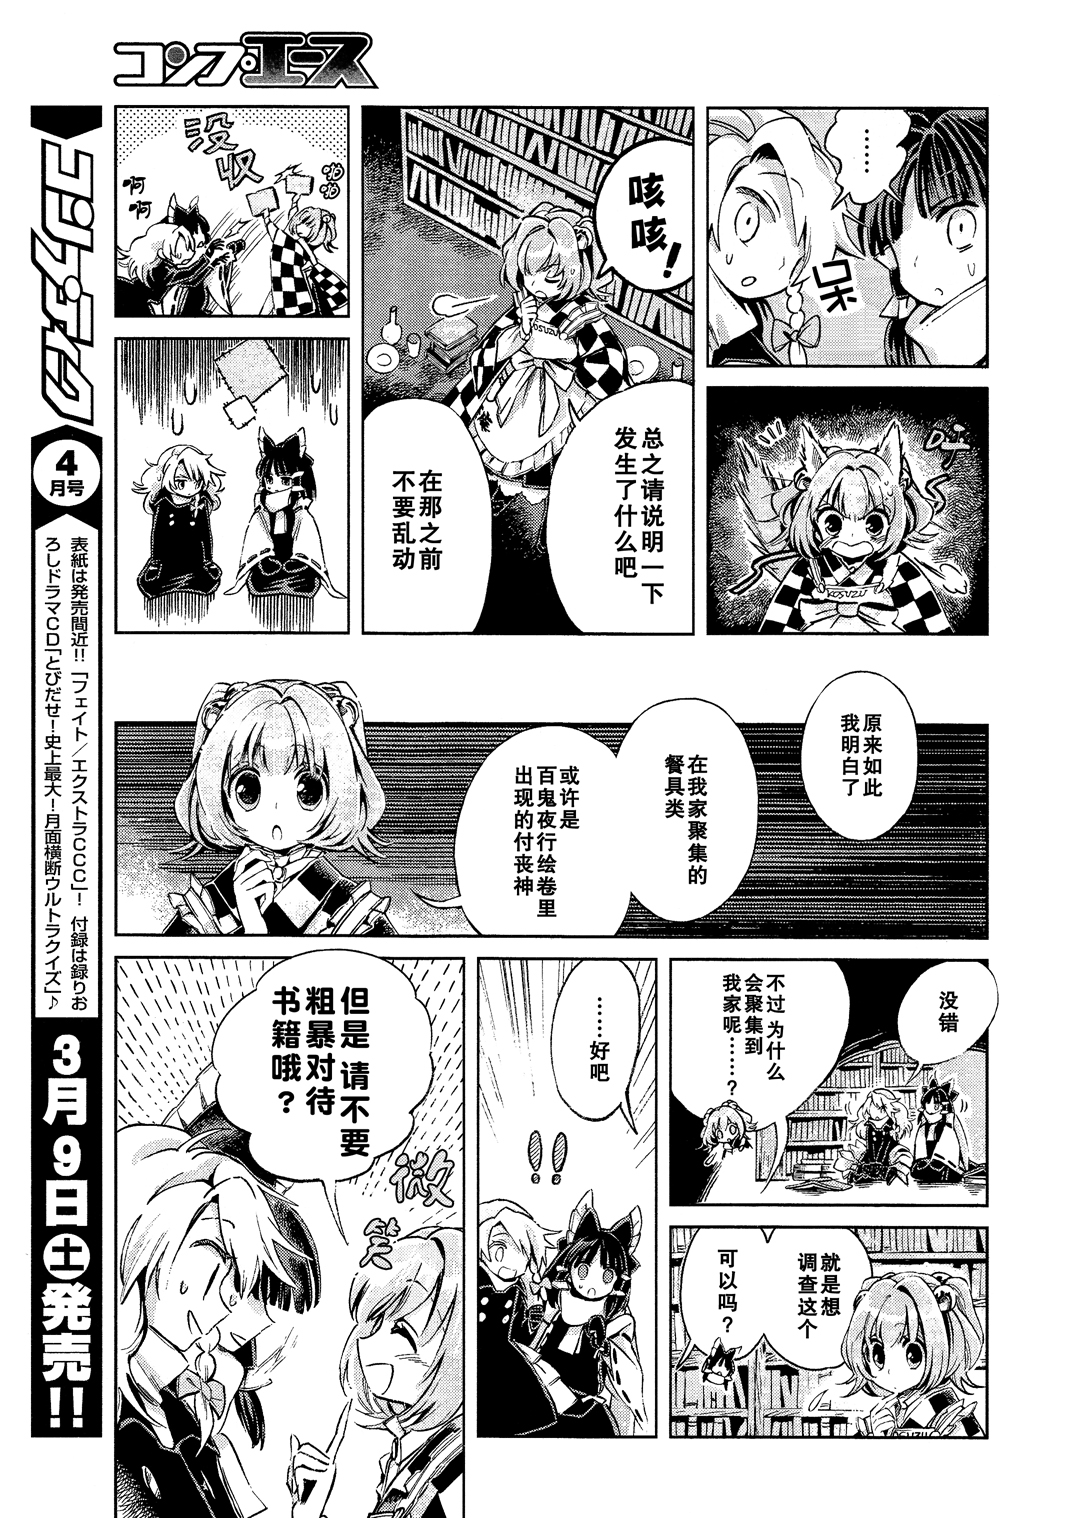 コンプエース
……
呆
咳
咳！
总之请说明一下
发生了什么吧
在那之前
不要乱动
KOSUZU
没收
啪
啪
啊
啊
KOSUZU
原来如此
我明白了
在我家聚集的
餐具类
或许是
百鬼夜行绘卷里
出现的付丧神
没错
不过 为什么
会聚集到
我家呢……？
就是想
调查这个
可以吗？
……好吧
!!
但是 请不要
粗暴对待
书籍哦？
微笑
コンプティーク
4
月号
表紙は発売間近!!「フェイト／エクストラCCC」！ 付録は録りお
ろしドラマCD「とびだせ！史上最大！月面横断ウルトラクイズ」♪
3月9日土発売!!